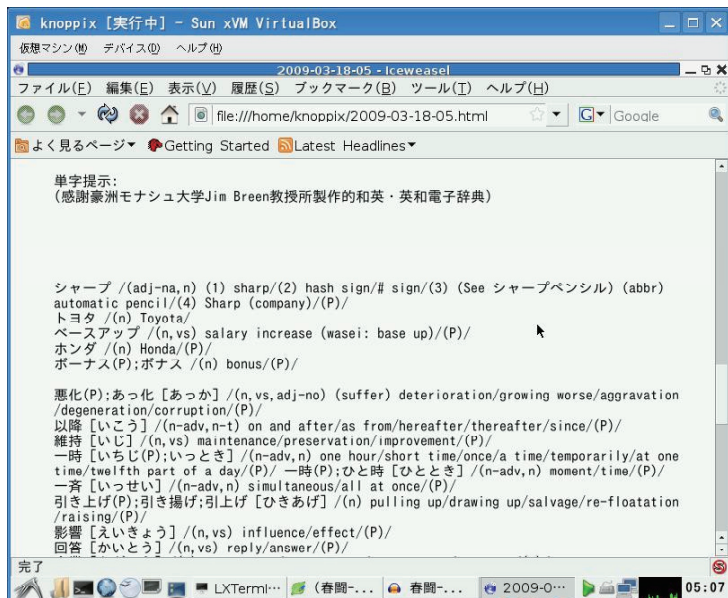 knoppix [実行中] - Sun xVM VirtualBox
仮想マシン(M) デバイス(D) ヘルプ(H)
2009-03-18-05 - Iceweasel
ファイル(F) 編集(E) 表示(V) 履歴(S) ブックマーク(B) ツール(T) ヘルプ(H)
file:///home/knoppix/2009-03-18-05.html
Google
よく見るページ Getting Started Latest Headlines
単字提示:
(感謝豪洲モナシュ大学Jim Breen教授所製作的和英・英和電子辞典)
シャープ /(adj-na,n) (1) sharp/(2) hash sign/# sign/(3) (See シャープペンシル) (abbr)
automatic pencil/(4) Sharp (company)/(P)/
トヨタ /(n) Toyota/
ベースアップ /(n,vs) salary increase (wasei: base up)/(P)/
ホンダ /(n) Honda/(P)/
ボーナス(P);ボナス /(n) bonus/(P)/
悪化(P);あっ化 [あっか] /(n,vs,adj-no) (suffer) deterioration/growing worse/aggravation
/degeneration/corruption/(P)/
以降 [いこう] /(n-adv,n-t) on and after/as from/hereafter/thereafter/since/(P)/
維持 [いじ] /(n,vs) maintenance/preservation/improvement/(P)/
一時 [いちじ(P);いっとき] /(n-adv,n) one hour/short time/once/a time/temporarily/at one
time/twelfth part of a day/(P)/ 一時(P);ひと時 [ひととき] /(n-adv,n) moment/time/(P)/
一斉 [いっせい] /(n-adv,n) simultaneous/all at once/(P)/
引き上げ(P);引き揚げ;引上げ [ひきあげ] /(n) pulling up/drawing up/salvage/re-floatation
/raising/(P)/
影響 [えいきょう] /(n,vs) influence/effect/(P)/
回答 [かいとう] /(n,vs) reply/answer/(P)/
完了
LXTermi… (春闘-... 春闘-... 2009-0… 05:07